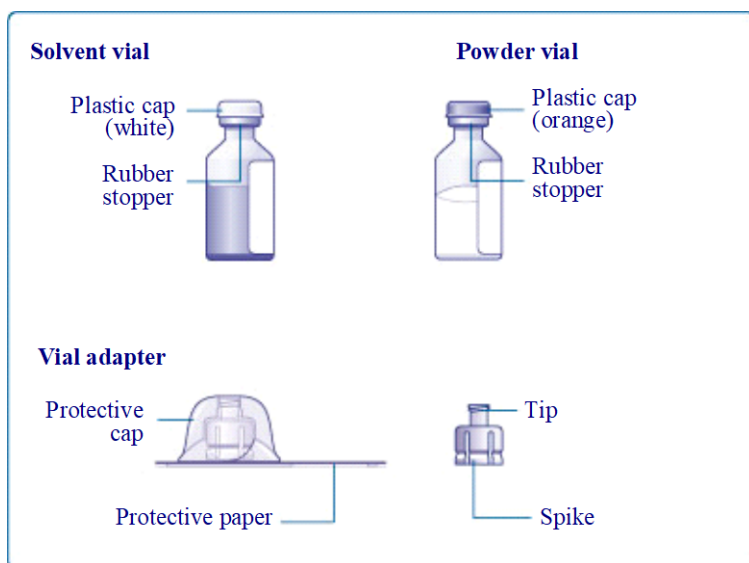 Solvent vial
Powder vial
Plastic cap
(white)
Rubber
stopper
Plastic cap
(orange)
Rubber
stopper
Vial adapter
Protective
cap
Protective paper
Tip
Spike